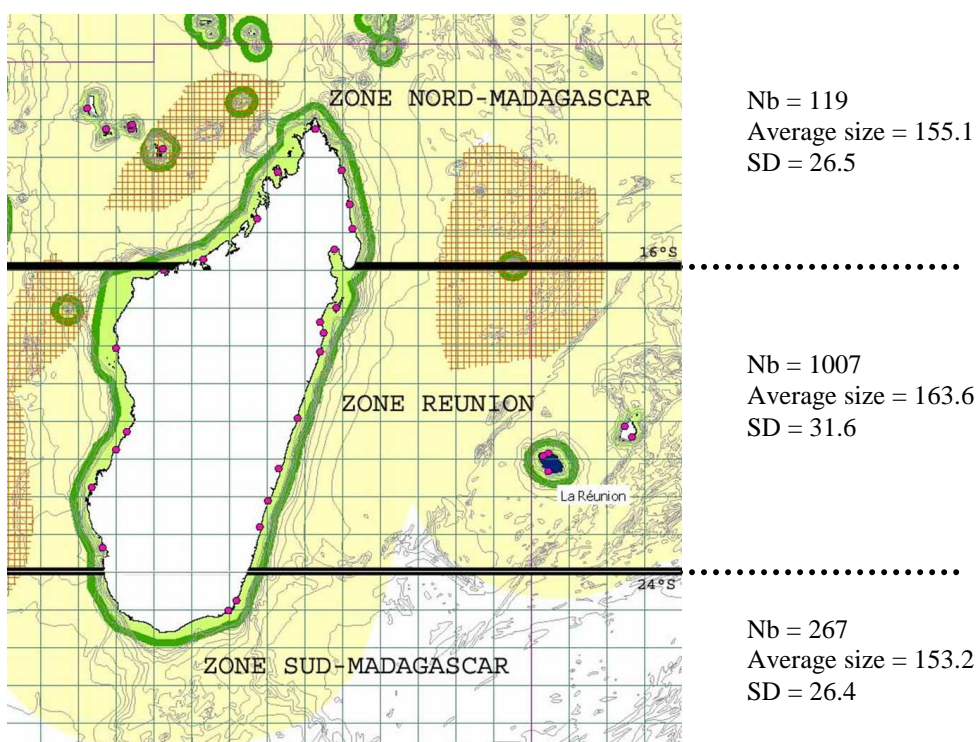 ZONE NORD-MADAGASCAR
Nb = 119
Average size = 155.1
SD = 26.5
16°S
Nb = 1007
Average size = 163.6
SD = 31.6
ZONE REUNION
La Réunion
24°S
Nb = 267
Average size = 153.2
SD = 26.4
ZONE SUD-MADAGASCAR